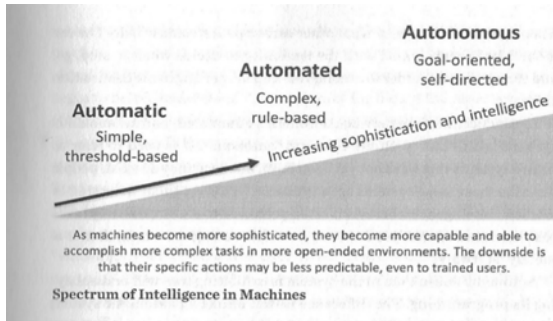 Autonomous
Goal-oriented,
self-directed
Automated
Complex,
rule-based
Automatic
Simple,
threshold-based
Increasing sophistication and intelligence
As machines become more sophisticated, they become more capable and able to
accomplish more complex tasks in more open-ended environments. The downside is
that their specific actions may be less predictable, even to trained users.
Spectrum of Intelligence in Machines